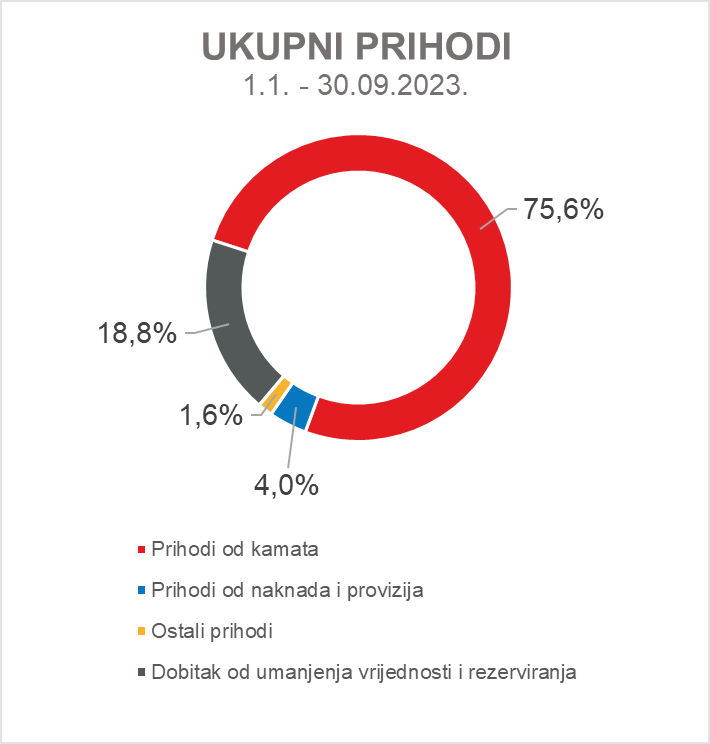 UKUPNI PRIHODI
1.1. - 30.09.2023.
75,6%
18,8%
1,6%
4,0%
Prihodi od kamata
Prihodi od naknada i provizija
Ostali prihodi
Dobitak od umanjenja vrijednosti i rezerviranja